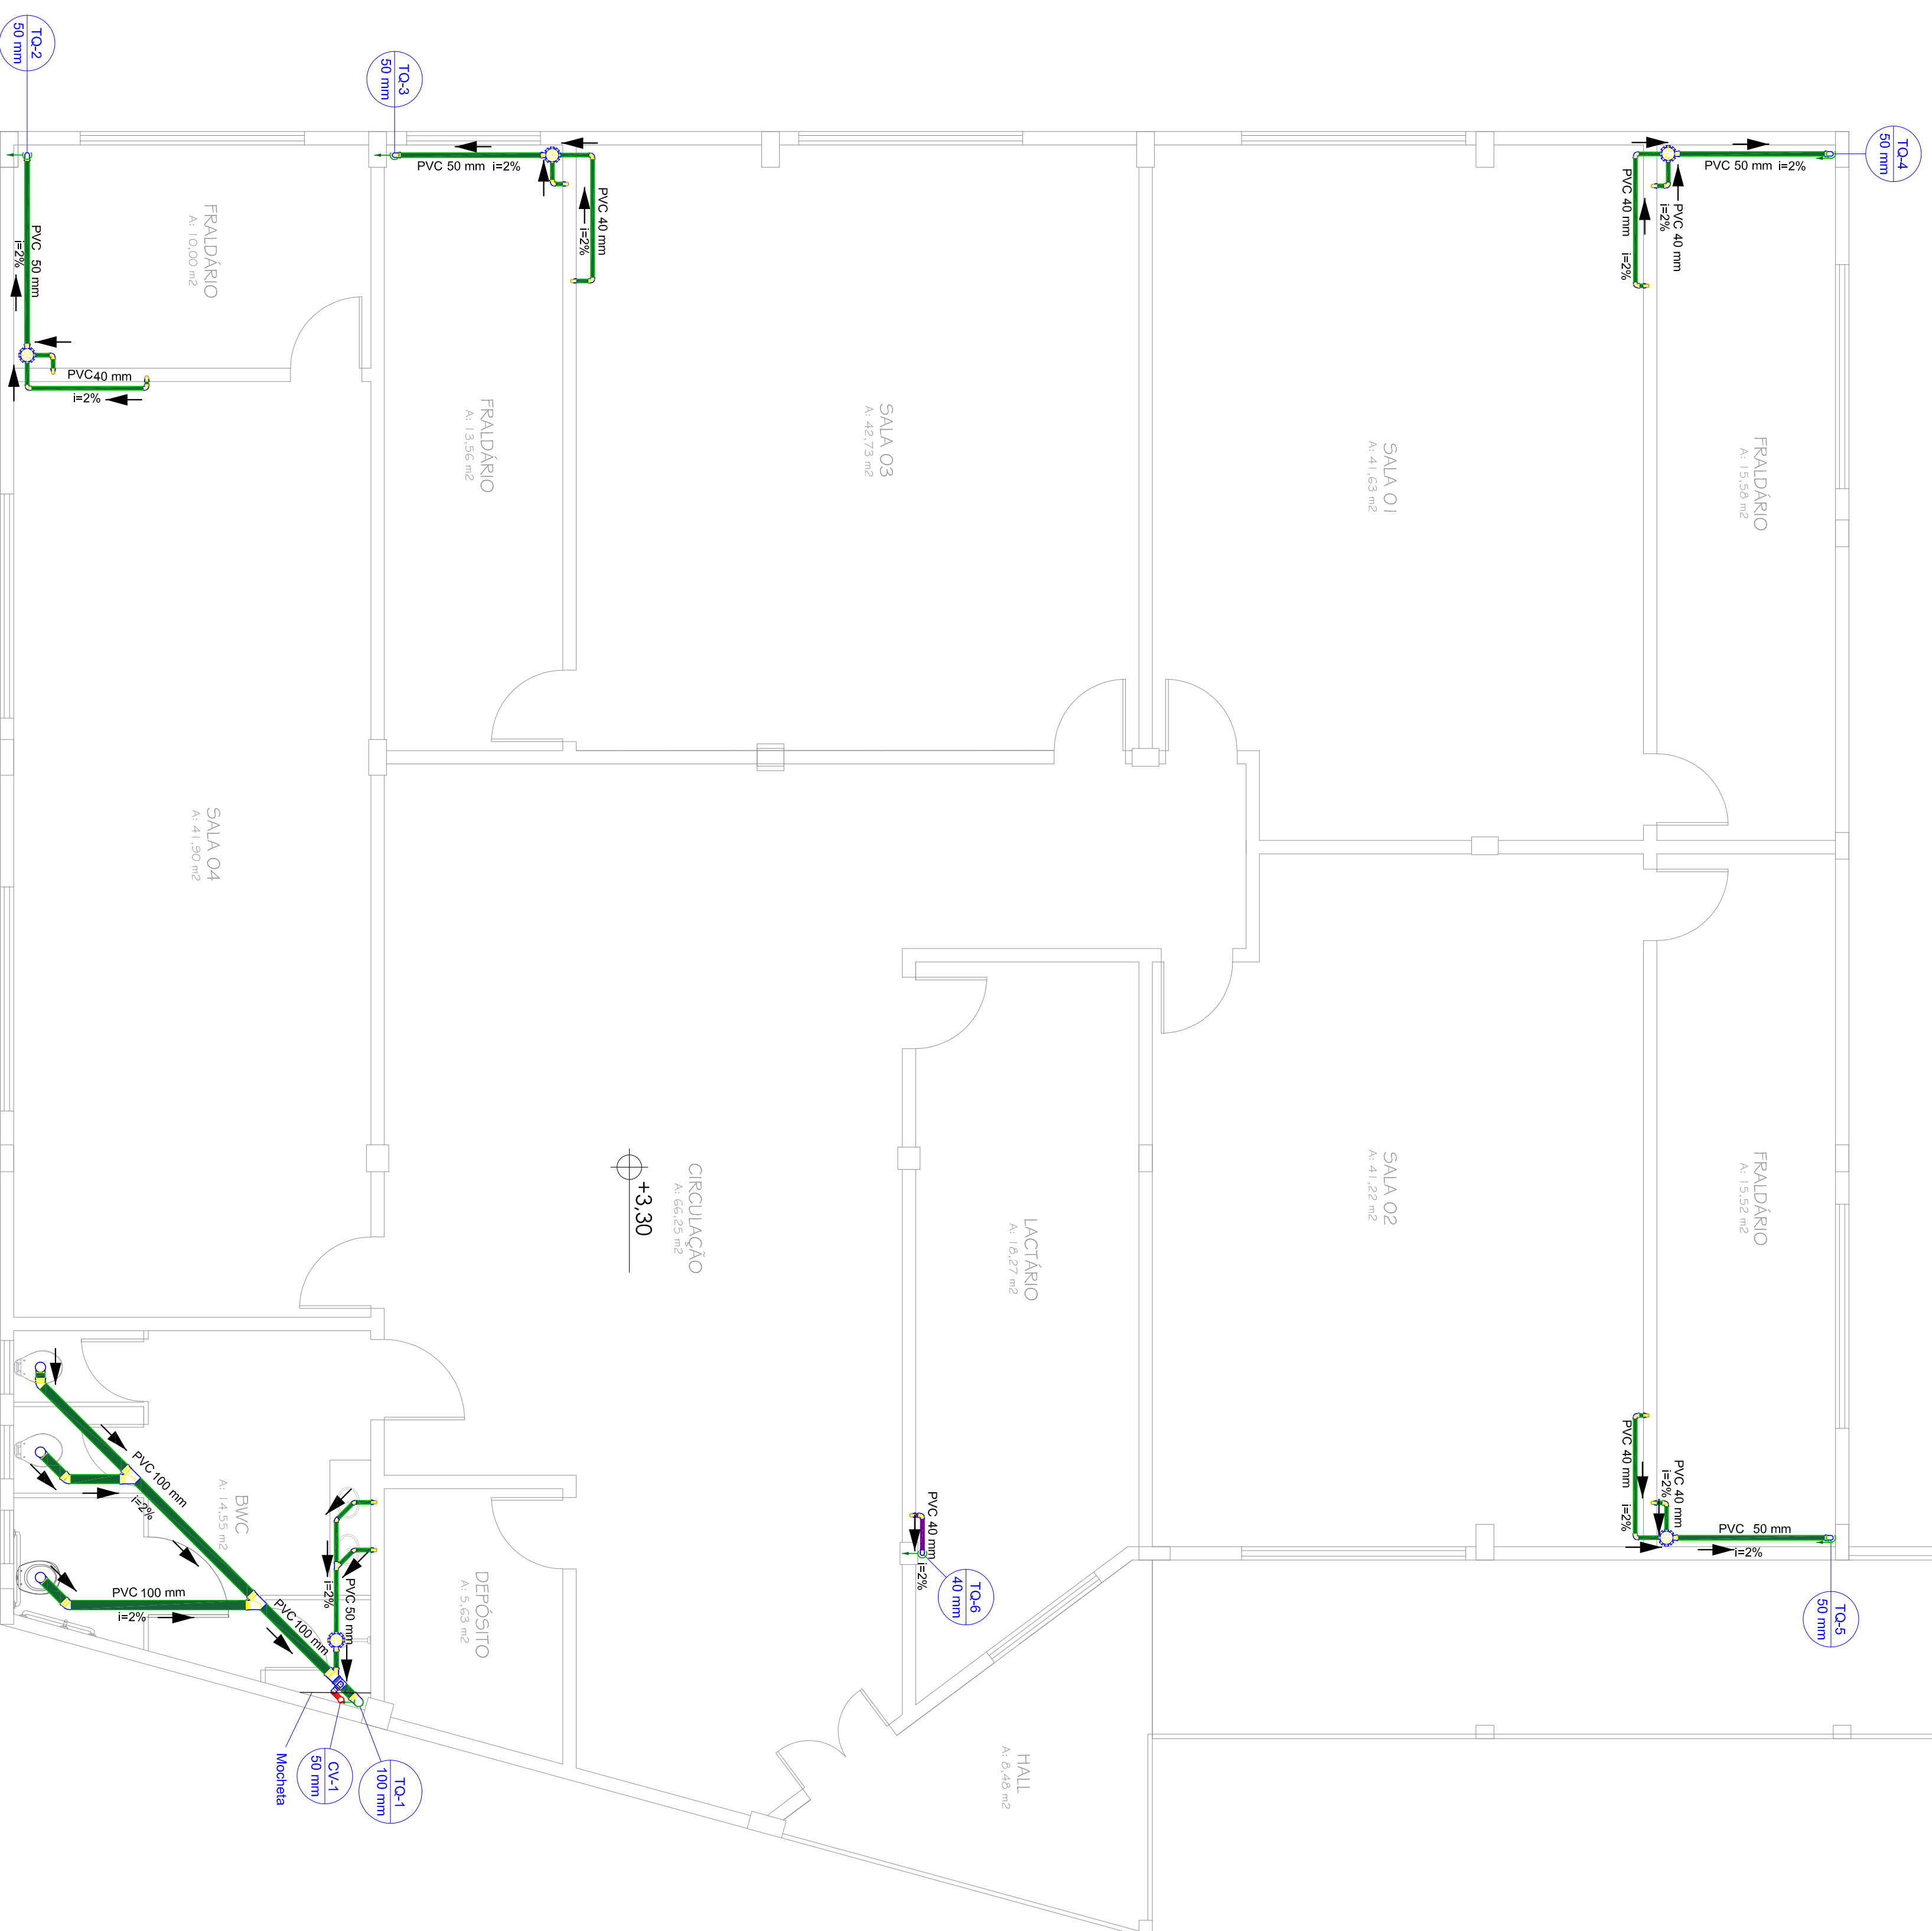 TQ-2
50 mm
TQ-3
50 mm
TQ-4
50 mm
PVC 50 mm i=2%
PVC 40 mm
i=2%
PVC 50 mm i=2%
PVC 40 mm
i=2%
PVC 40 mm i=2%
PVC 50 mm
i=2%
PVC 40 mm
i=2%
FRALDÁRIO
A: 10,00 m2
FRALDÁRIO
A: 13,56 m2
SALA 03
A: 42,73 m2
SALA 01
A: 41,63 m2
FRALDÁRIO
A: 15,58 m2
SALA 04
A: 41,90 m2
CIRCULAÇÃO
A: 66,25 m2
+3,30
LACTÁRIO
A: 18,27 m2
SALA 02
A: 41,22 m2
FRALDÁRIO
A: 15,52 m2
PVC 40 mm i=2%
PVC 40 mm
i=2%
PVC 50 mm
i=2%
TQ-5
50 mm
PVC 40 mm
i=2%
TQ-6
40 mm
PVC 100 mm
i=2%
BWC
A: 14,55 m2
PVC 100 mm
i=2%
PVC 100 mm
PVC 50 mm
i=2%
DEPÓSITO
A: 5,63 m2
HALL
A: 8,48 m2
Mocheta
CV-1
50 mm
TQ-1
100 mm